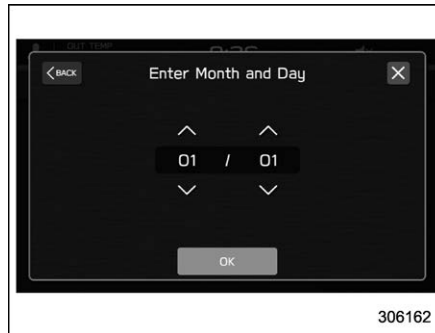 OUT TEMP
BACK
Enter Month and Day
01 / 01
OK
306162